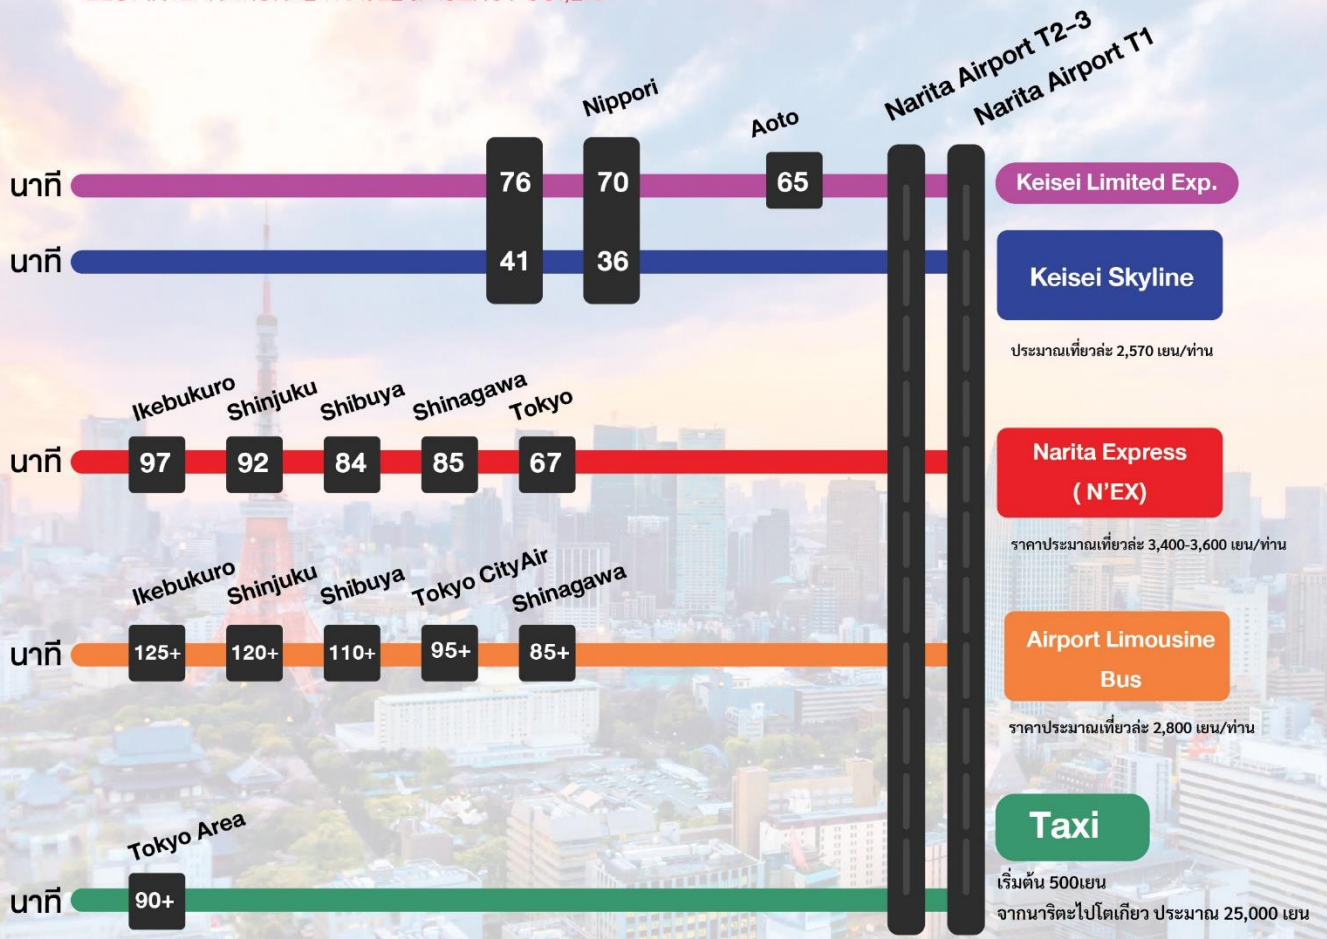 Narita Airport T2-3
Narita Airport T1
Nippori
Aoto
นาที
76
70
65
Keisei Limited Exp.
นาที
41
36
Keisei Skyline
ประมาณเที่ยวล่ะ 2,570 เยน/ท่าน
Ikebukuro
Shinjuku
Shibuya
Shinagawa
Tokyo
นาที
97
92
84
85
67
Narita Express
( N'EX)
ราคาประมาณเที่ยวล่ะ 3,400-3,600 เยน/ท่าน
Ikebukuro
Shinjuku
Shibuya
Tokyo CityAir
Shinagawa
นาที
125+
120+
110+
95+
85+
Airport Limousine
Bus
ราคาประมาณเที่ยวล่ะ 2,800 เยน/ท่าน
Tokyo Area
นาที
90+
Taxi
เริ่มต้น 500เยน
จากนาริตะไปโตเกียว ประมาณ 25,000 เยน